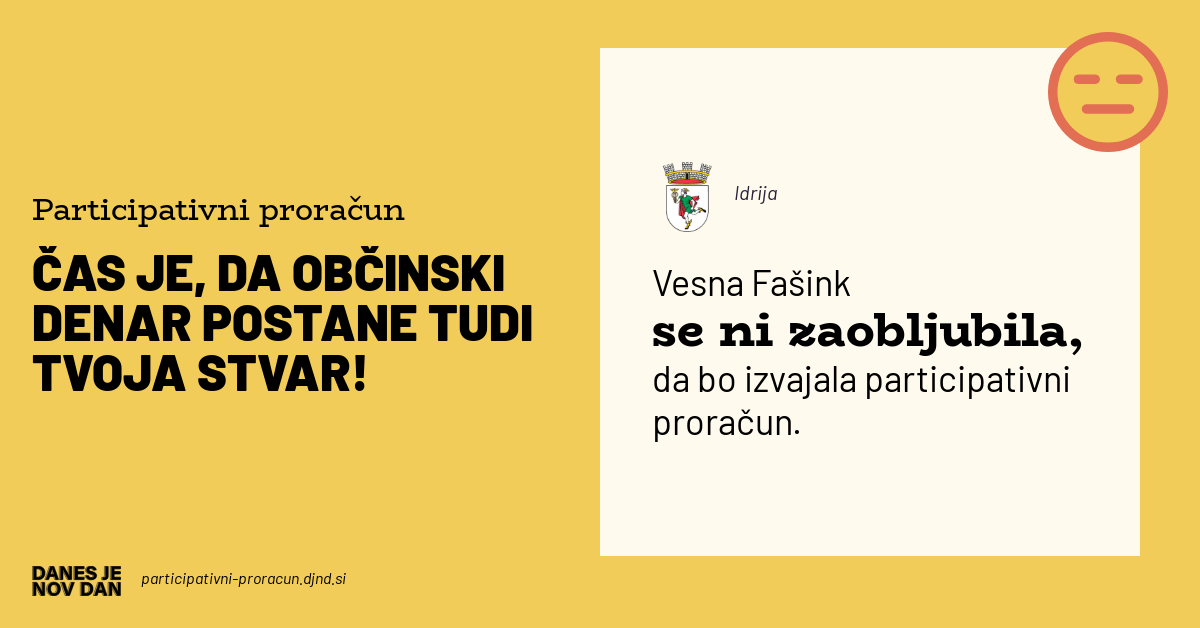 Participativni proračun
ČAS JE, DA OBČINSKI
DENAR POSTANE TUDI
TVOJA STVAR!
Idrija
Vesna Fašink
se ni zaobljubila,
da bo izvajala participativni
proračun.
DANES JE
NOV DAN
participativni-proracun.djnd.si